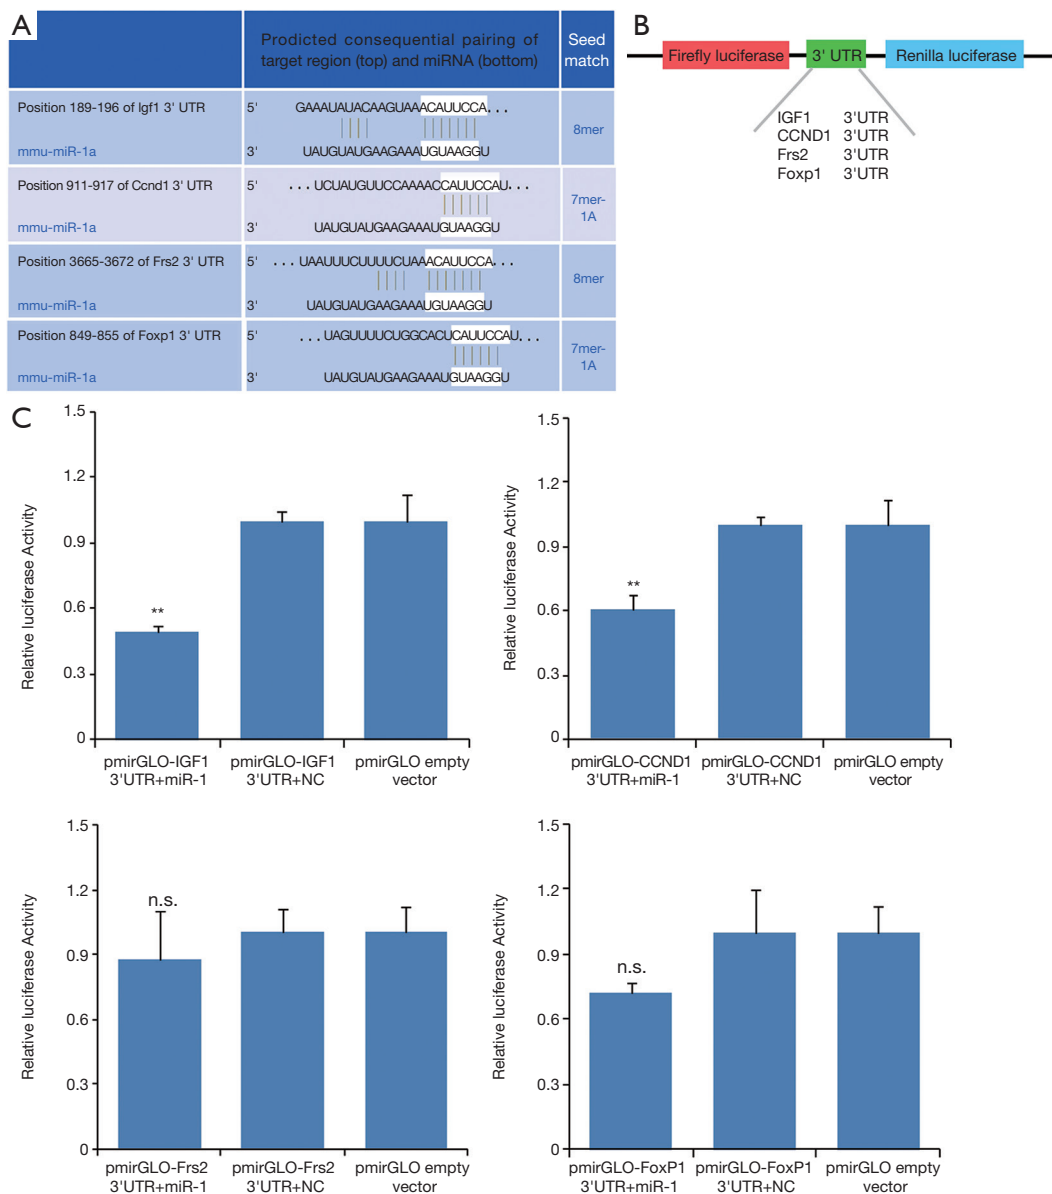 A
Prodicted consequential pairing of
target region (top) and miRNA (bottom)
Seed
match
Position 189-196 of Igf1 3' UTR
5'
GAAAUAUACAAGUAAACAUUCCA...
mmu-miR-1a
3'
UAUGUAUGAAGAAAUGUAAGGU
8mer
Position 911-917 of Ccnd1 3' UTR
5'
...UCUAUGUUCCAAAACCAUUCCAU...
mmu-miR-1a
3'
UAUGUAUGAAGAAAUGUAAGGU
7mer-
1A
Position 3665-3672 of Frs2 3' UTR
5'
...UAAUUUCUUUUCUAAACAUUCCA...
mmu-miR-1a
3'
UAUGUAUGAAGAAAUGUAAGGU
8mer
Position 849-855 of Foxp1 3' UTR
5'
...UAGUUUUCUGGCACUCAUUCCAU...
mmu-miR-1a
3'
UAUGUAUGAAGAAAUGUAAGGU
7mer-
1A
B
Firefly luciferase
3' UTR
Renilla luciferase
IGF1 3'UTR
CCND1 3'UTR
Frs2 3'UTR
Foxp1 3'UTR
C
Relative luciferase Activity
1.5
1.2
0.9
0.6
0.3
0
**
pmirGLO-IGF1
3'UTR+miR-1
pmirGLO-IGF1
3'UTR+NC
pmirGLO empty
vector
Relative luciferase Activity
1.5
1.2
0.9
0.6
0.3
0
**
pmirGLO-CCND1
3'UTR+miR-1
pmirGLO-CCND1
3'UTR+NC
pmirGLO empty
vector
Relative luciferase Activity
1.5
1.2
0.9
0.6
0.3
0
n.s.
pmirGLO-Frs2
3'UTR+miR-1
pmirGLO-Frs2
3'UTR+NC
pmirGLO empty
vector
Relative luciferase Activity
1.5
1.2
0.9
0.6
0.3
0
n.s.
pmirGLO-FoxP1
3'UTR+miR-1
pmirGLO-FoxP1
3'UTR+NC
pmirGLO empty
vector